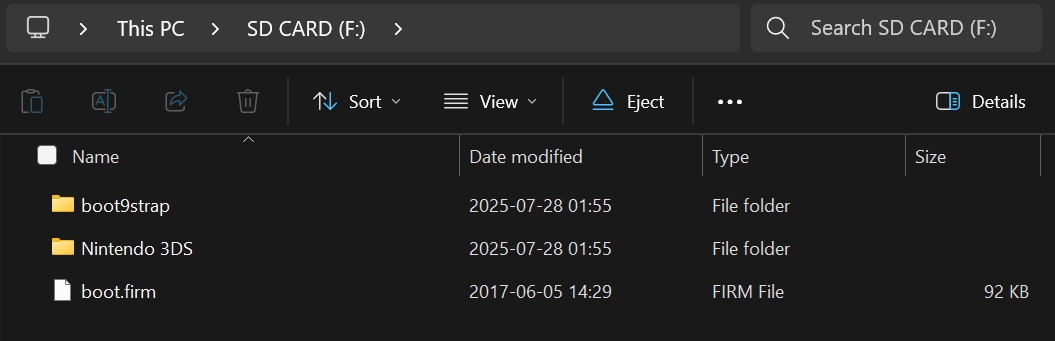 This PC > SD CARD (F:) > Search SD CARD (F:)
Sort View Eject ••• Details
Name Date modified Type Size
boot9strap 2025-07-28 01:55 File folder
Nintendo 3DS 2025-07-28 01:55 File folder
boot.firm 2017-06-05 14:29 FIRM File 92 KB